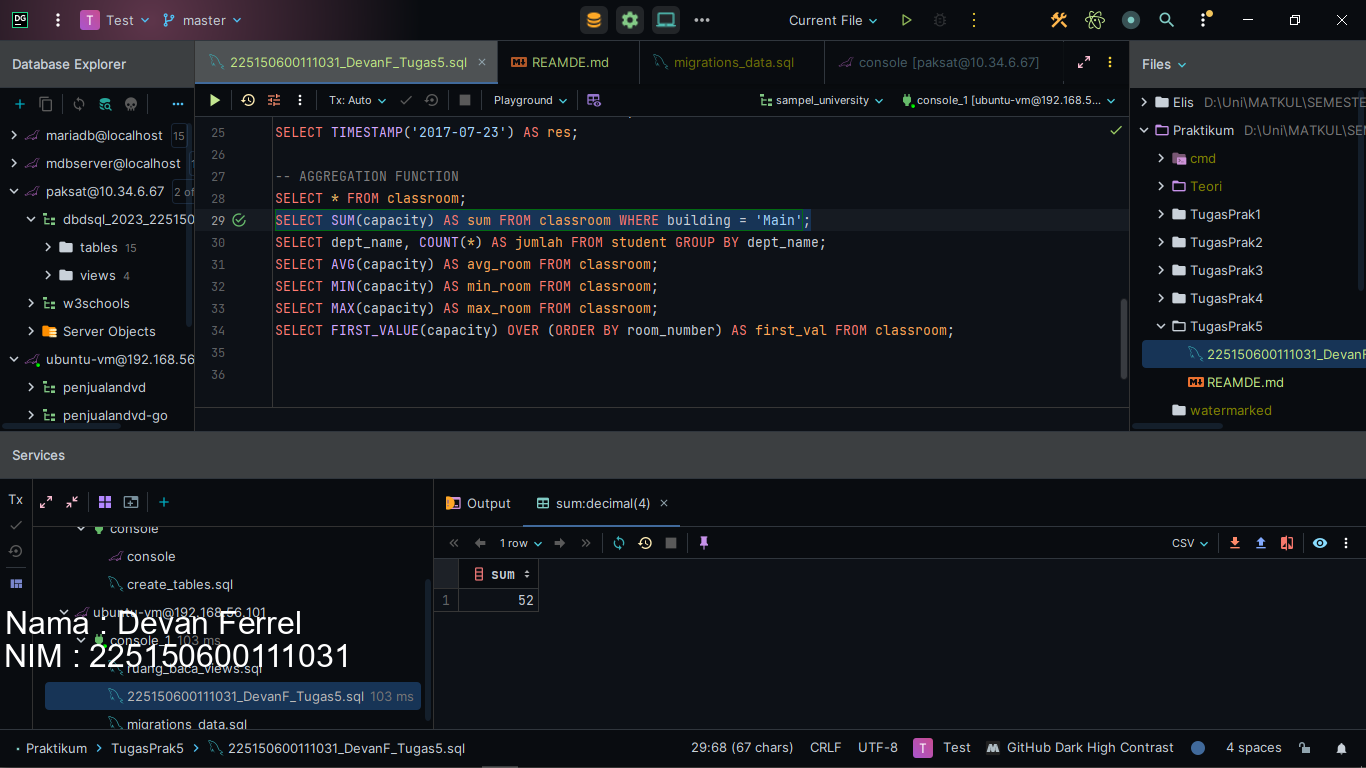 DG
T Test
master
Current File
Database Explorer
225150600111031_DevanF_Tugas5.sql
REAMDE.md
migrations_data.sql
console [paksat@10.34.6.67]
Files
Tx: Auto
Playground
sampel_university
console_1 [ubuntu-vm@192.168.5...
mariadb@localhost 15
mdbserver@localhost
paksat@10.34.6.67 2 of
dbdsql_2023_225150
tables 15
views 4
w3schools
Server Objects
ubuntu-vm@192.168.56
penjualandvd
penjualandvd-go
25 SELECT TIMESTAMP('2017-07-23') AS res;
26
27 -- AGGREGATION FUNCTION
28 SELECT * FROM classroom;
29 SELECT SUM(capacity) AS sum FROM classroom WHERE building = 'Main';
30 SELECT dept_name, COUNT(*) AS jumlah FROM student GROUP BY dept_name;
31 SELECT AVG(capacity) AS avg_room FROM classroom;
32 SELECT MIN(capacity) AS min_room FROM classroom;
33 SELECT MAX(capacity) AS max_room FROM classroom;
34 SELECT FIRST_VALUE(capacity) OVER (ORDER BY room_number) AS first_val FROM classroom;
35
36
Elis D:\Uni\MATKUL\SEMESTE
Praktikum D:\Uni\MATKUL\SE
cmd
Teori
TugasPrak1
TugasPrak2
TugasPrak3
TugasPrak4
TugasPrak5
225150600111031_DevanF
REAMDE.md
watermarked
Services
Tx
console
console
create_tables.sql
ubuntu-vm@192.168.56.101
console_1 103 ms
ruang_baca_views.sql
225150600111031_DevanF_Tugas5.sql 103 ms
migrations_data.sql
Nama : Devan Ferrel
NIM : 225150600111031
Output
sum:decimal(4)
1 row
CSV
sum
1 52
Praktikum > TugasPrak5 > 225150600111031_DevanF_Tugas5.sql
29:68 (67 chars) CRLF UTF-8 T Test GitHub Dark High Contrast 4 spaces